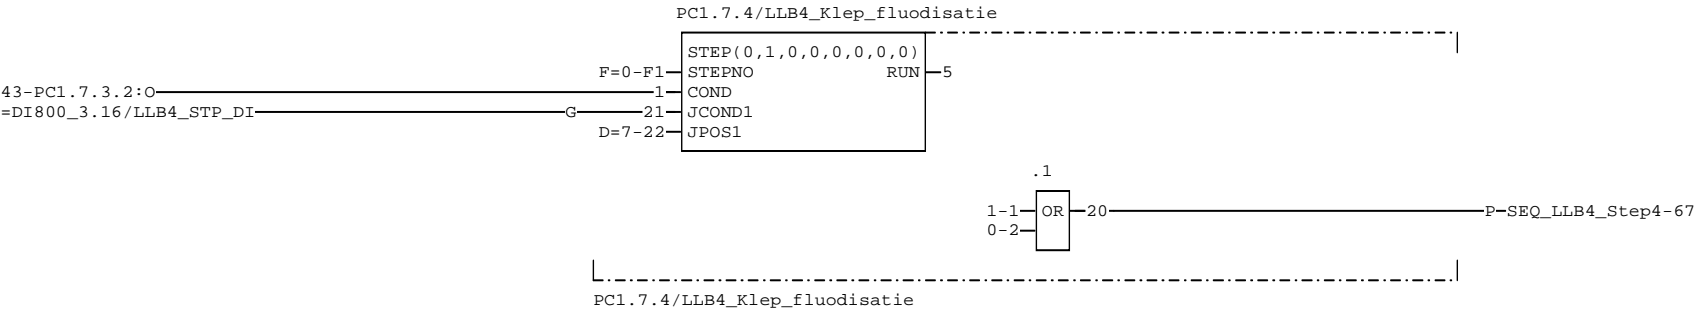 PC1.7.4/LLB4_Klep_fluodisatie
STEP(0,1,0,0,0,0,0,0)
F=0-F1 STEPNO RUN 5
43-PC1.7.3.2:O 1 COND
=DI800_3.16/LLB4_STP_DI G 21 JCOND1
D=7-22 JPOS1
.1
1-1 OR 20 P-SEQ_LLB4_Step4-67
0-2
PC1.7.4/LLB4_Klep_fluodisatie